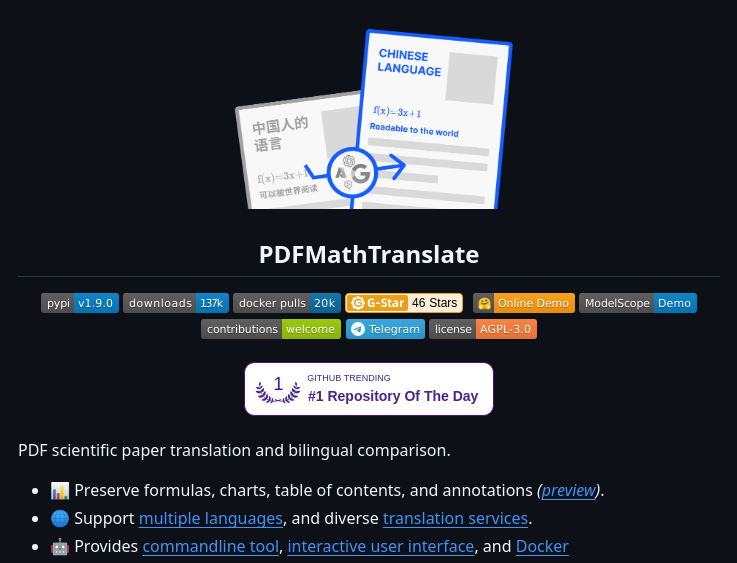 CHINESE
LANGUAGE
f(x)=3x+1
Readable to the world
中国人的
语言
f(x)=3x+1
可以被世界阅读
A G
PDFMathTranslate
pypi v1.9.0 downloads 137k docker pulls 20k G-Star 46 Stars Online Demo ModelScope Demo
contributions welcome Telegram license AGPL-3.0
1
GITHUB TRENDING
#1 Repository Of The Day
PDF scientific paper translation and bilingual comparison.
• 📊 Preserve formulas, charts, table of contents, and annotations (preview).
• 🌐 Support multiple languages, and diverse translation services.
• 🤖 Provides commandline tool, interactive user interface, and Docker